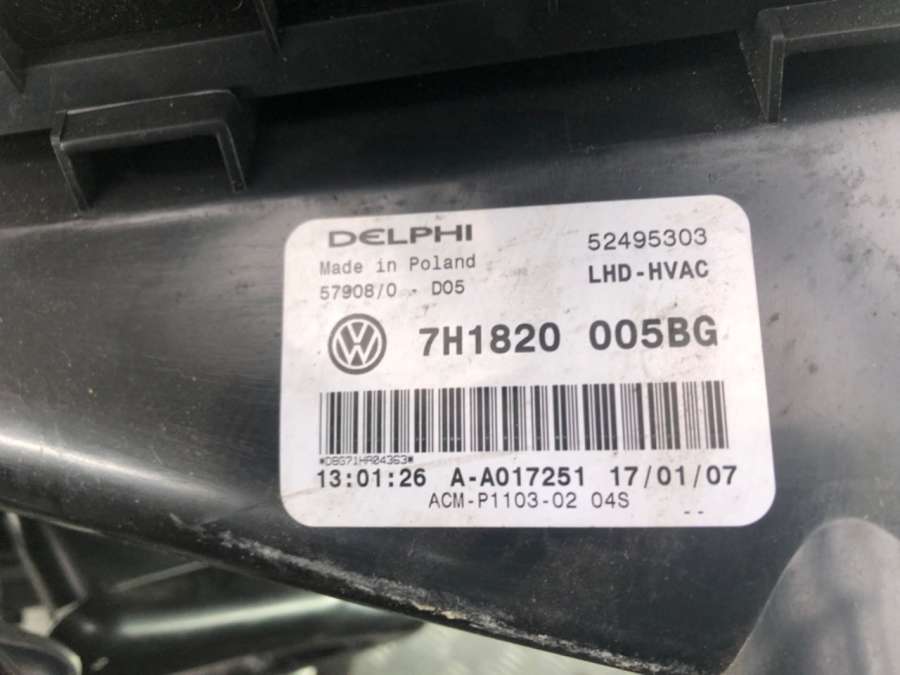 DELPHI 52495303
Made in Poland LHD-HVAC
57908/0 - D05
7H1820 005BG
*DBG71HA04363*
13:01:26 A-A017251 17/01/07
ACM-P1103-02 04S
--